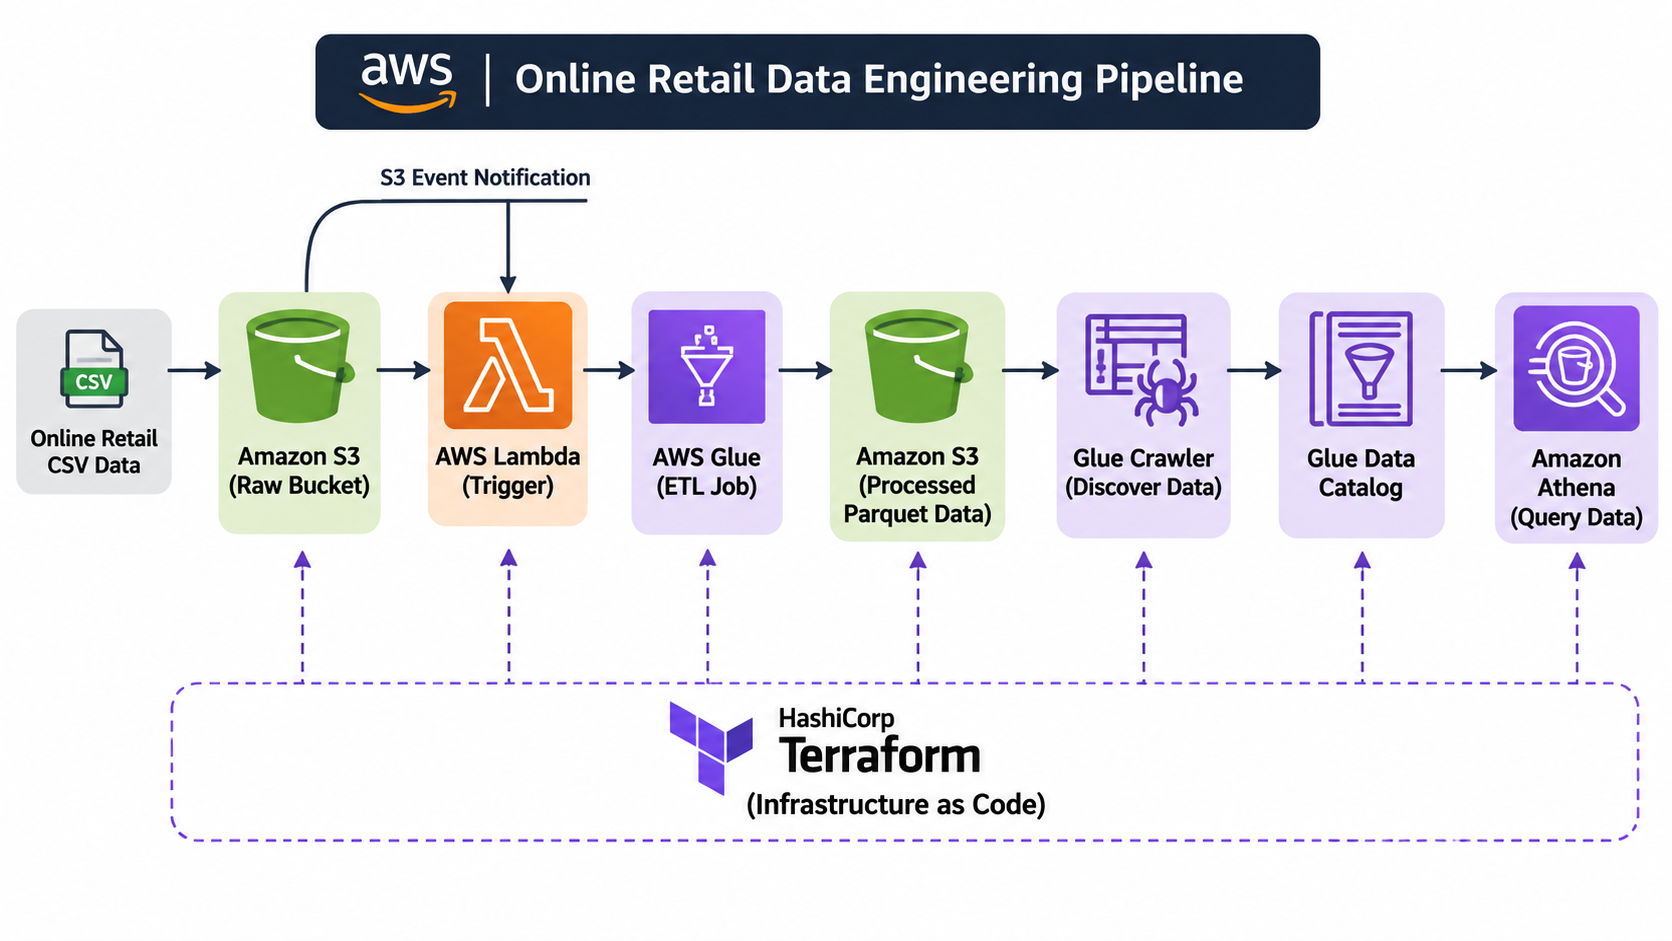 aws | Online Retail Data Engineering Pipeline
S3 Event Notification
CSV
Online Retail
CSV Data
Amazon S3
(Raw Bucket)
AWS Lambda
(Trigger)
AWS Glue
(ETL Job)
Amazon S3
(Processed
Parquet Data)
Glue Crawler
(Discover Data)
Glue Data
Catalog
Amazon
Athena
(Query Data)
HashiCorp
Terraform
(Infrastructure as Code)